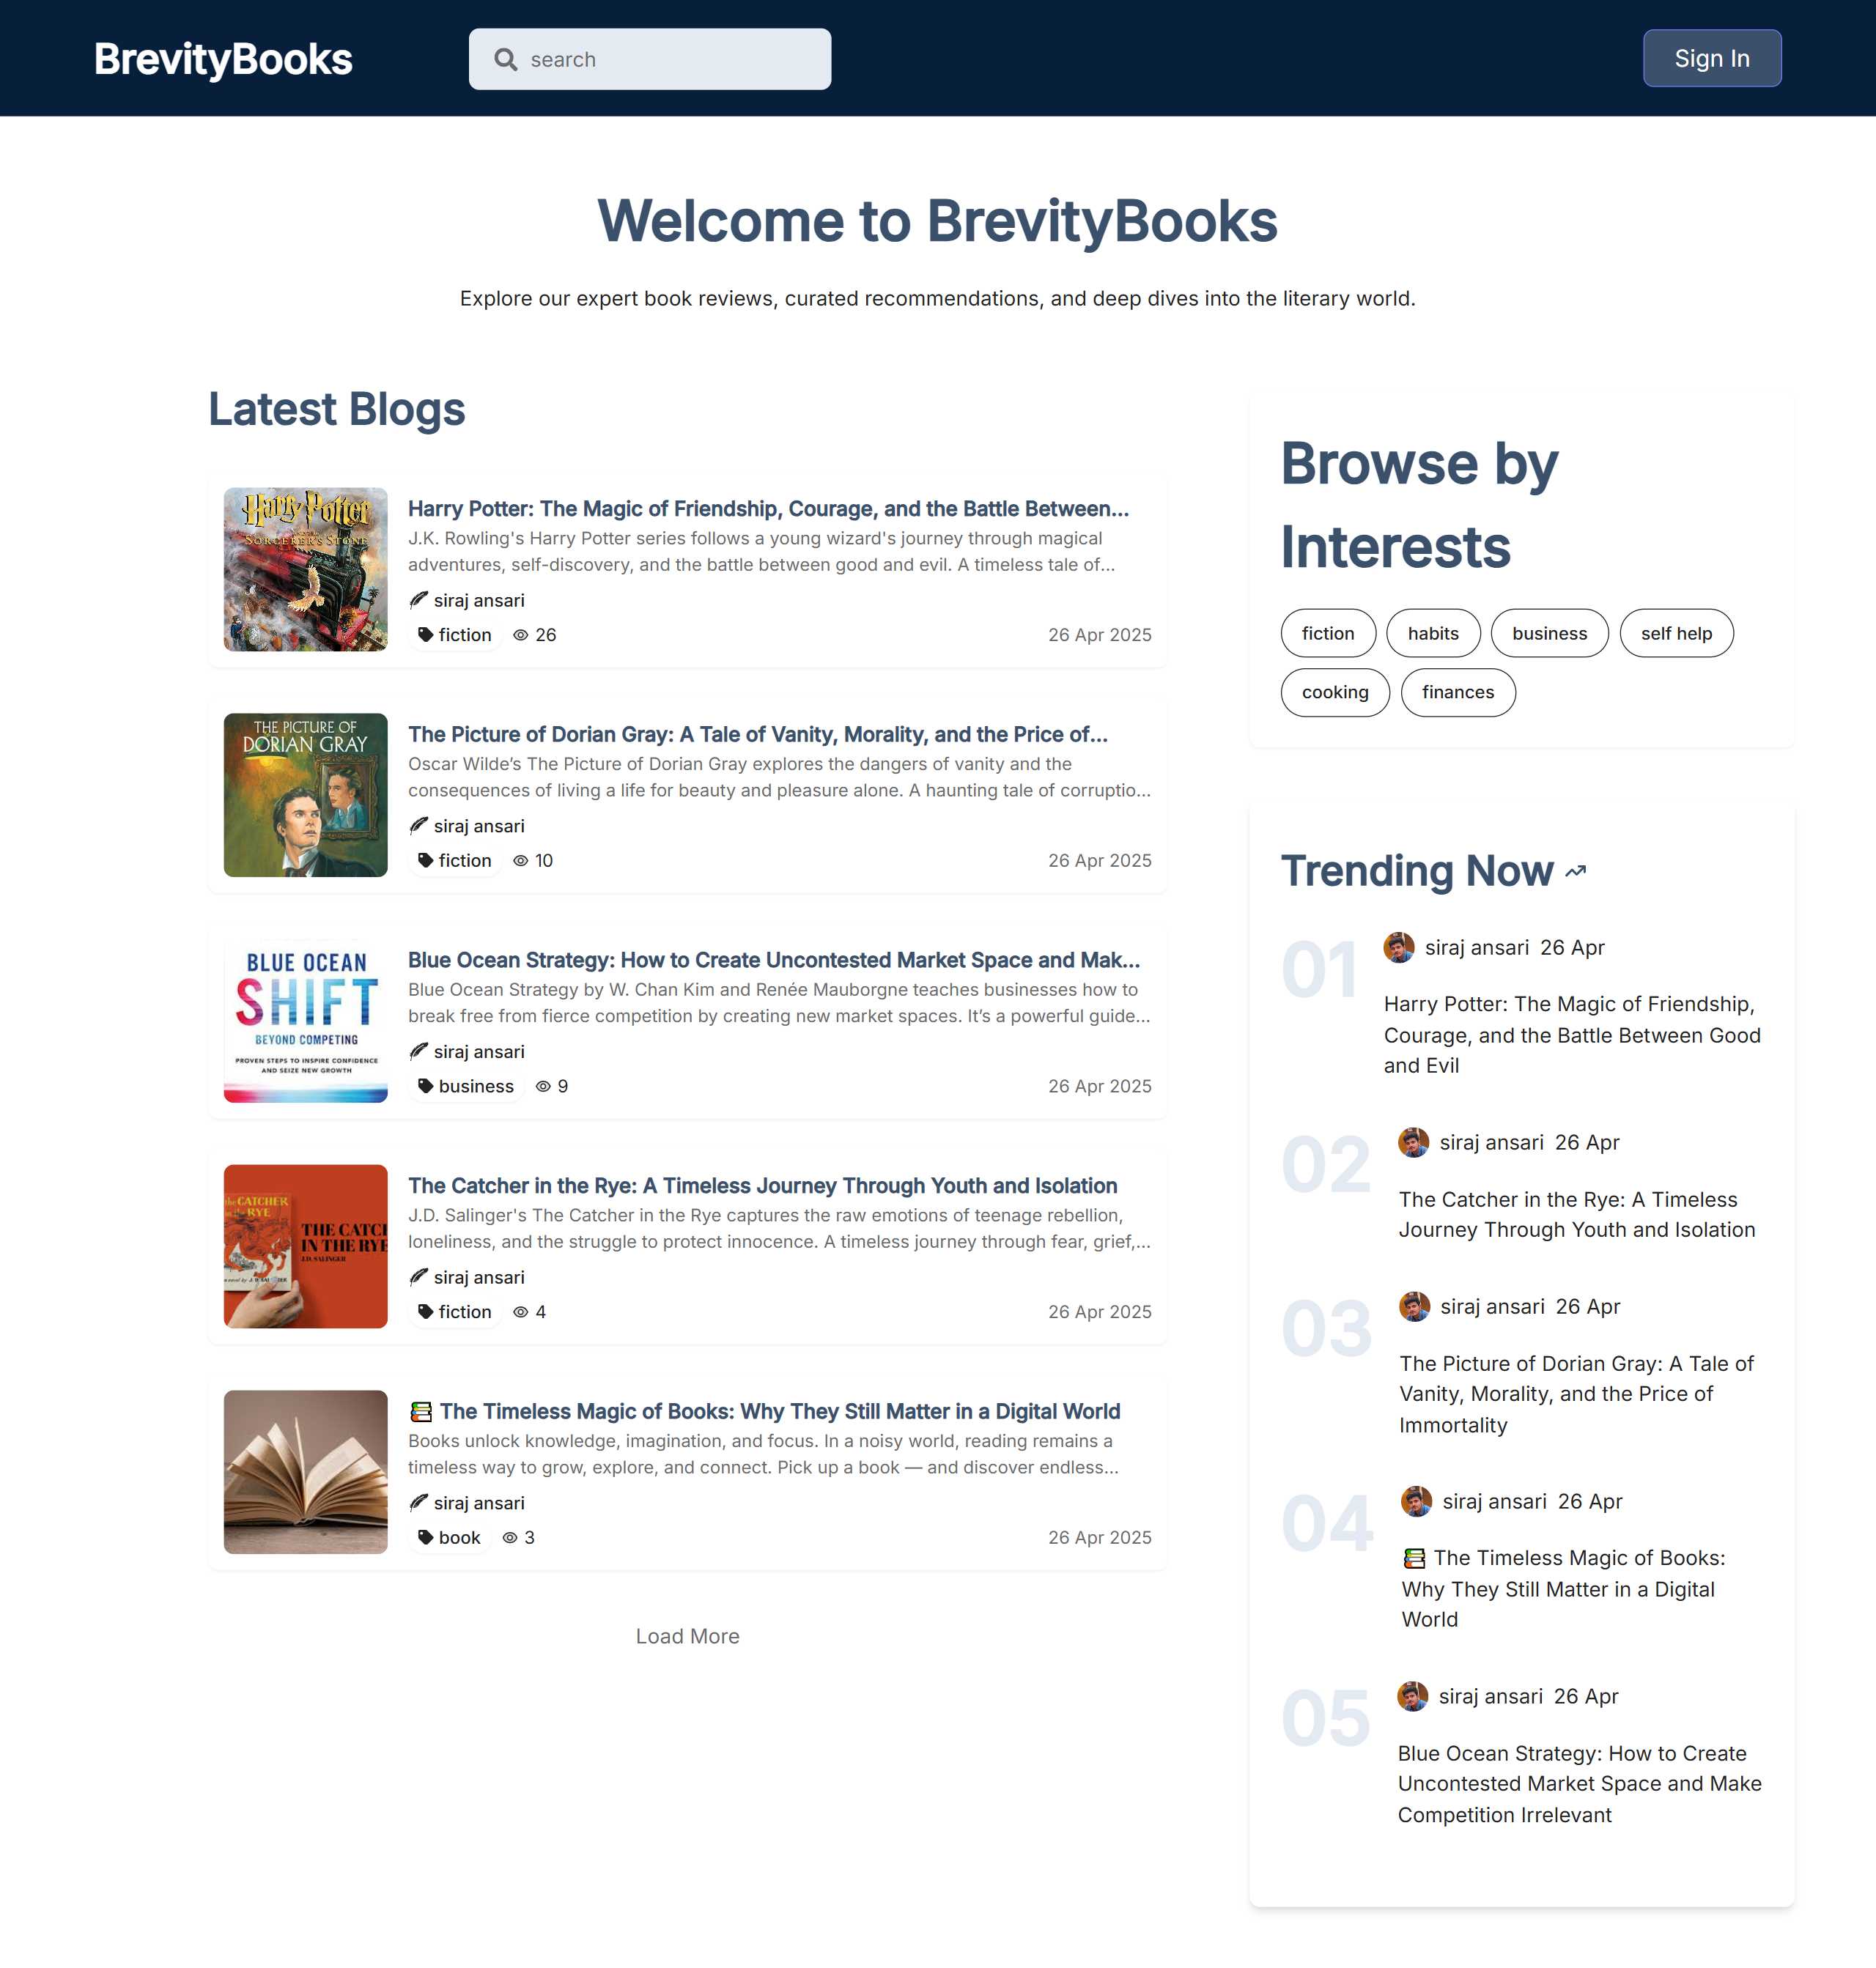 BrevityBooks
search
Sign In
Welcome to BrevityBooks
Explore our expert book reviews, curated recommendations, and deep dives into the literary world.
Latest Blogs
Harry Potter
SORCERER'S STONE
Harry Potter: The Magic of Friendship, Courage, and the Battle Between...
J.K. Rowling's Harry Potter series follows a young wizard's journey through magical
adventures, self-discovery, and the battle between good and evil. A timeless tale of...
siraj ansari
fiction 26 26 Apr 2025
THE PICTURE OF
DORIAN GRAY
The Picture of Dorian Gray: A Tale of Vanity, Morality, and the Price of...
Oscar Wilde’s The Picture of Dorian Gray explores the dangers of vanity and the
consequences of living a life for beauty and pleasure alone. A haunting tale of corruptio...
siraj ansari
fiction 10 26 Apr 2025
BLUE OCEAN
SHIFT
BEYOND COMPETING
PROVEN STEPS TO INSPIRE CONFIDENCE
AND SEIZE NEW GROWTH
Blue Ocean Strategy: How to Create Uncontested Market Space and Mak...
Blue Ocean Strategy by W. Chan Kim and Renée Mauborgne teaches businesses how to
break free from fierce competition by creating new market spaces. It’s a powerful guide...
siraj ansari
business 9 26 Apr 2025
the CATCHER
in the RYE
THE CATCH
IN THE RYE
J.D. SALINGER
The Catcher in the Rye: A Timeless Journey Through Youth and Isolation
J.D. Salinger's The Catcher in the Rye captures the raw emotions of teenage rebellion,
loneliness, and the struggle to protect innocence. A timeless journey through fear, grief,...
siraj ansari
fiction 4 26 Apr 2025
📚 The Timeless Magic of Books: Why They Still Matter in a Digital World
Books unlock knowledge, imagination, and focus. In a noisy world, reading remains a
timeless way to grow, explore, and connect. Pick up a book — and discover endless...
siraj ansari
book 3 26 Apr 2025
Load More
Browse by
Interests
fiction habits business self help
cooking finances
Trending Now
01 siraj ansari 26 Apr
Harry Potter: The Magic of Friendship,
Courage, and the Battle Between Good
and Evil
02 siraj ansari 26 Apr
The Catcher in the Rye: A Timeless
Journey Through Youth and Isolation
03 siraj ansari 26 Apr
The Picture of Dorian Gray: A Tale of
Vanity, Morality, and the Price of
Immortality
04 siraj ansari 26 Apr
📚 The Timeless Magic of Books:
Why They Still Matter in a Digital
World
05 siraj ansari 26 Apr
Blue Ocean Strategy: How to Create
Uncontested Market Space and Make
Competition Irrelevant